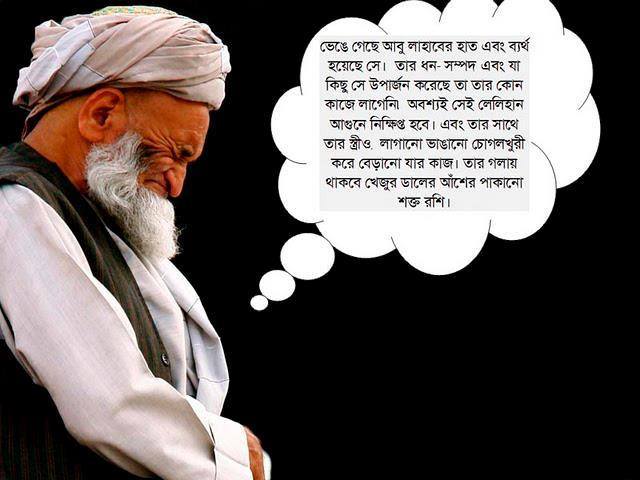 ভেঙে গেছে আবু লাহাবের হাত এবং ব্যর্থ
হয়েছে সে। তার ধন- সম্পদ এবং যা
কিছু সে উপার্জন করেছে তা তার কোন
কাজে লাগেনি৷ অবশ্যই সেই লেলিহান
আগুনে নিক্ষিপ্ত হবে। এবং তার সাথে
তার স্ত্রীও, লাগানো ভাঙানো চোগলখুরী
করে বেড়ানো যার কাজ। তার গলায়
থাকবে খেজুর ডালের আঁশের পাকানো
শক্ত রশি।